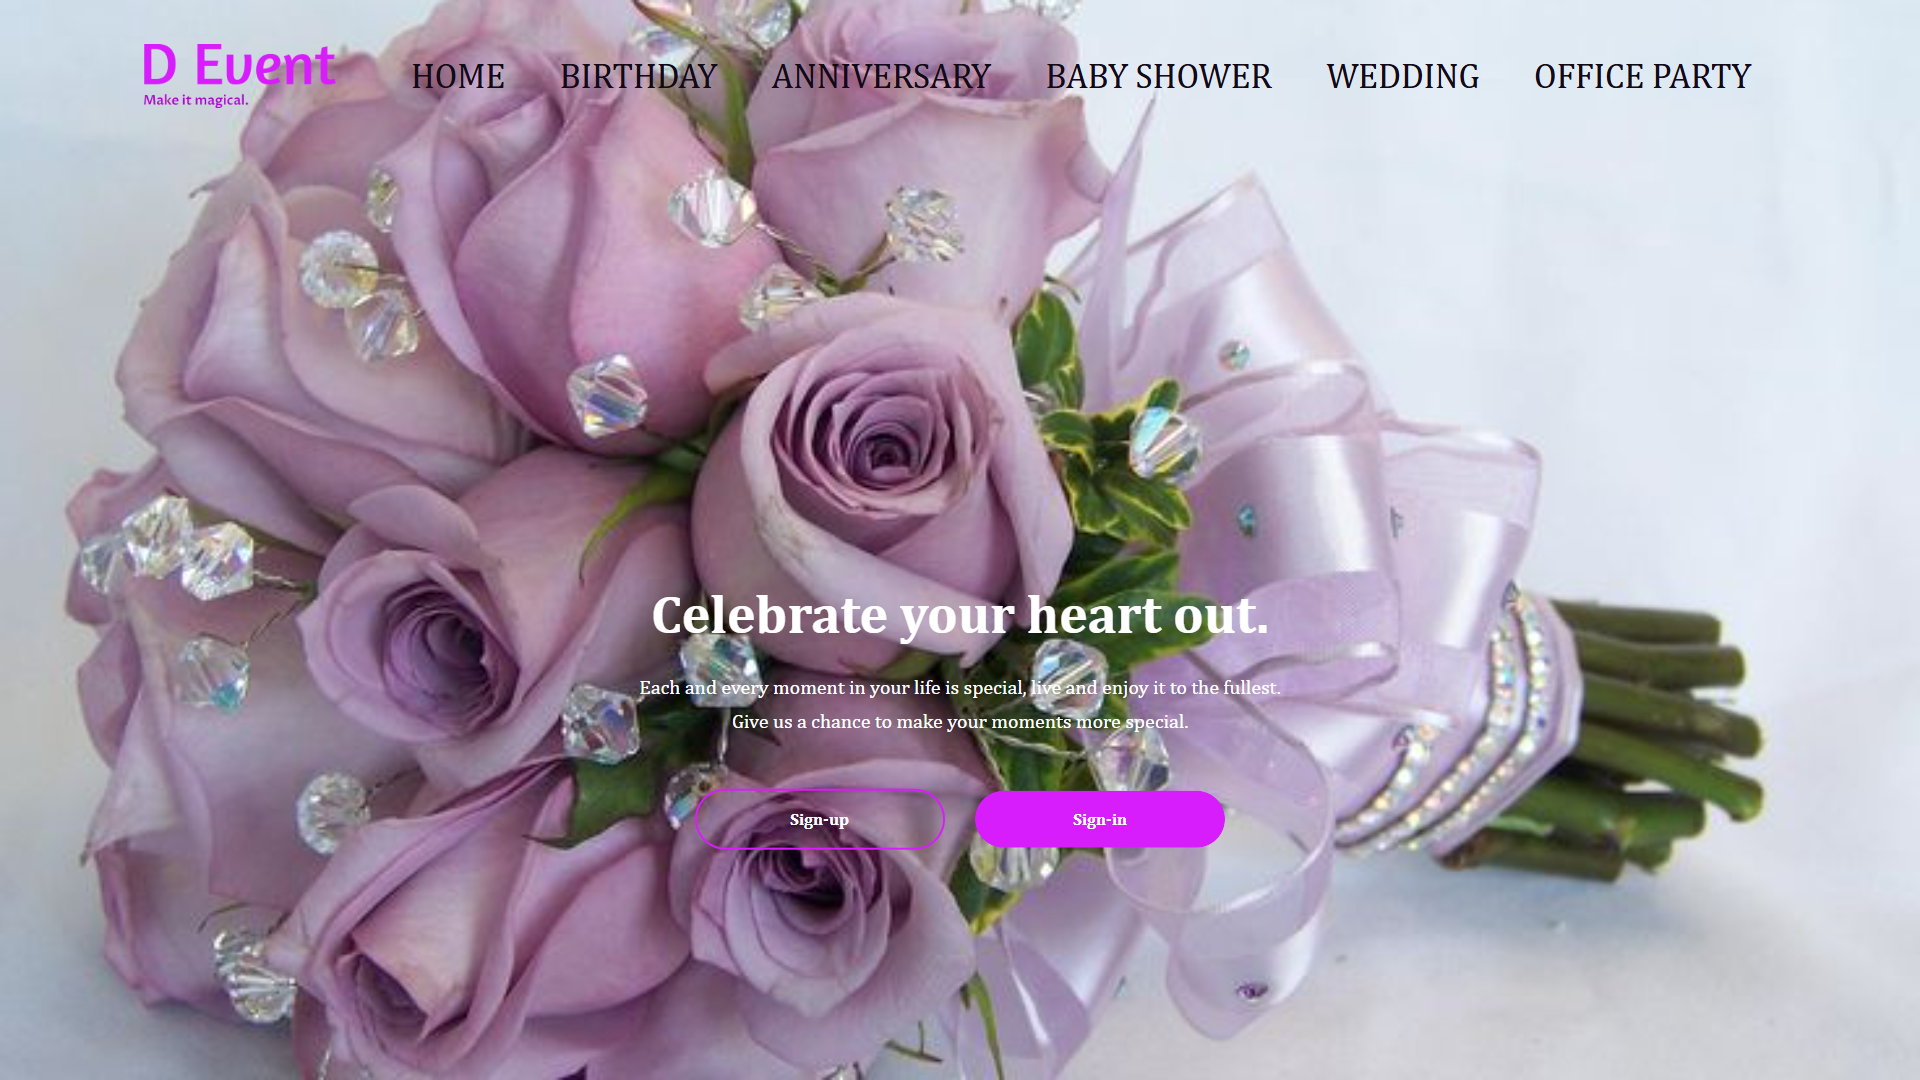 D Event
Make it magical.
HOME BIRTHDAY ANNIVERSARY BABY SHOWER WEDDING OFFICE PARTY
Celebrate your heart out.
Each and every moment in your life is special, live and enjoy it to the fullest.
Give us a chance to make your moments more special.
Sign-up Sign-in